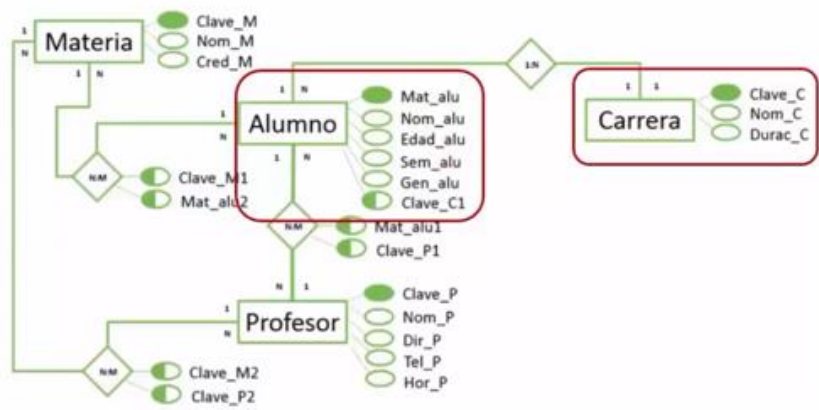 Materia
Clave_M
Nom_M
Cred_M
1
N
1 N
1 N
Alumno
Mat_alu
Nom_alu
Edad_alu
Sem_alu
Gen_alu
Clave_C1
1
N
1 N
1:N
1 1
Carrera
Clave_C
Nom_C
Durac_C
N:M
Clave_M1
Mat_alu2
N:M
Mat_alu1
Clave_P1
N 1
Profesor
Clave_P
Nom_P
Dir_P
Tel_P
Hor_P
1
N
N:M
Clave_M2
Clave_P2